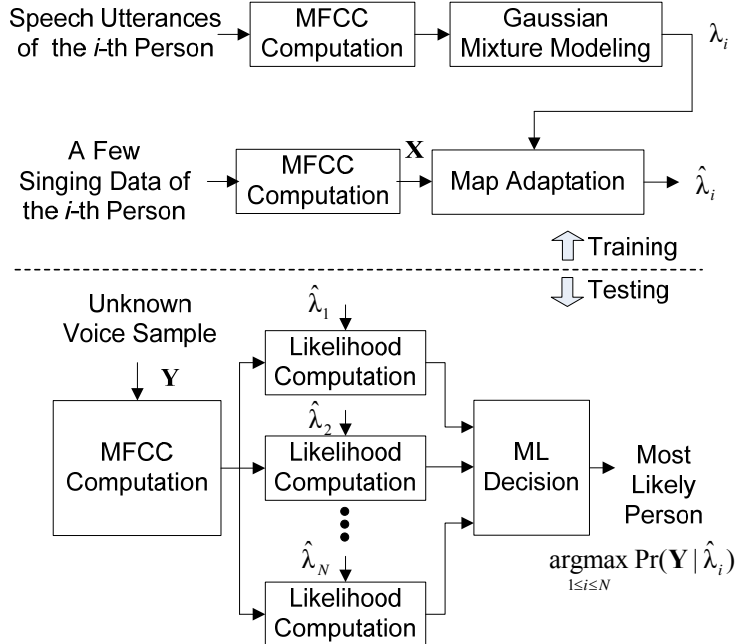 Speech Utterances
of the i-th Person
MFCC
Computation
Gaussian
Mixture Modeling
λi
A Few
Singing Data of
the i-th Person
MFCC
Computation
X
Map Adaptation
λ̂i
Training
Testing
Unknown
Voice Sample
Y
MFCC
Computation
λ̂1
Likelihood
Computation
λ̂2
Likelihood
Computation
λ̂N
Likelihood
Computation
ML
Decision
Most
Likely
Person
argmax Pr(Y | λ̂i)
1≤i≤N